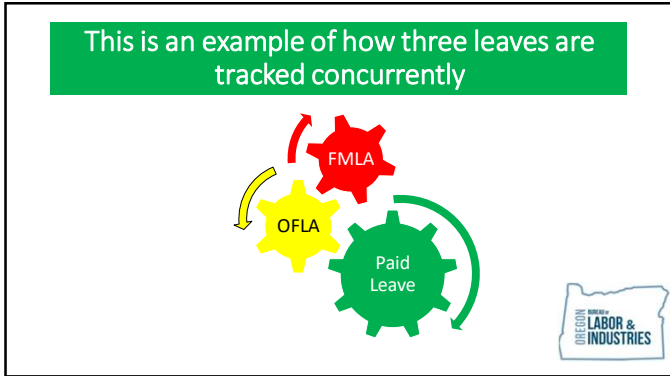 This is an example of how three leaves are
tracked concurrently
FMLA
OFLA
Paid
Leave
OREGON
BUREAU OF
LABOR &
INDUSTRIES